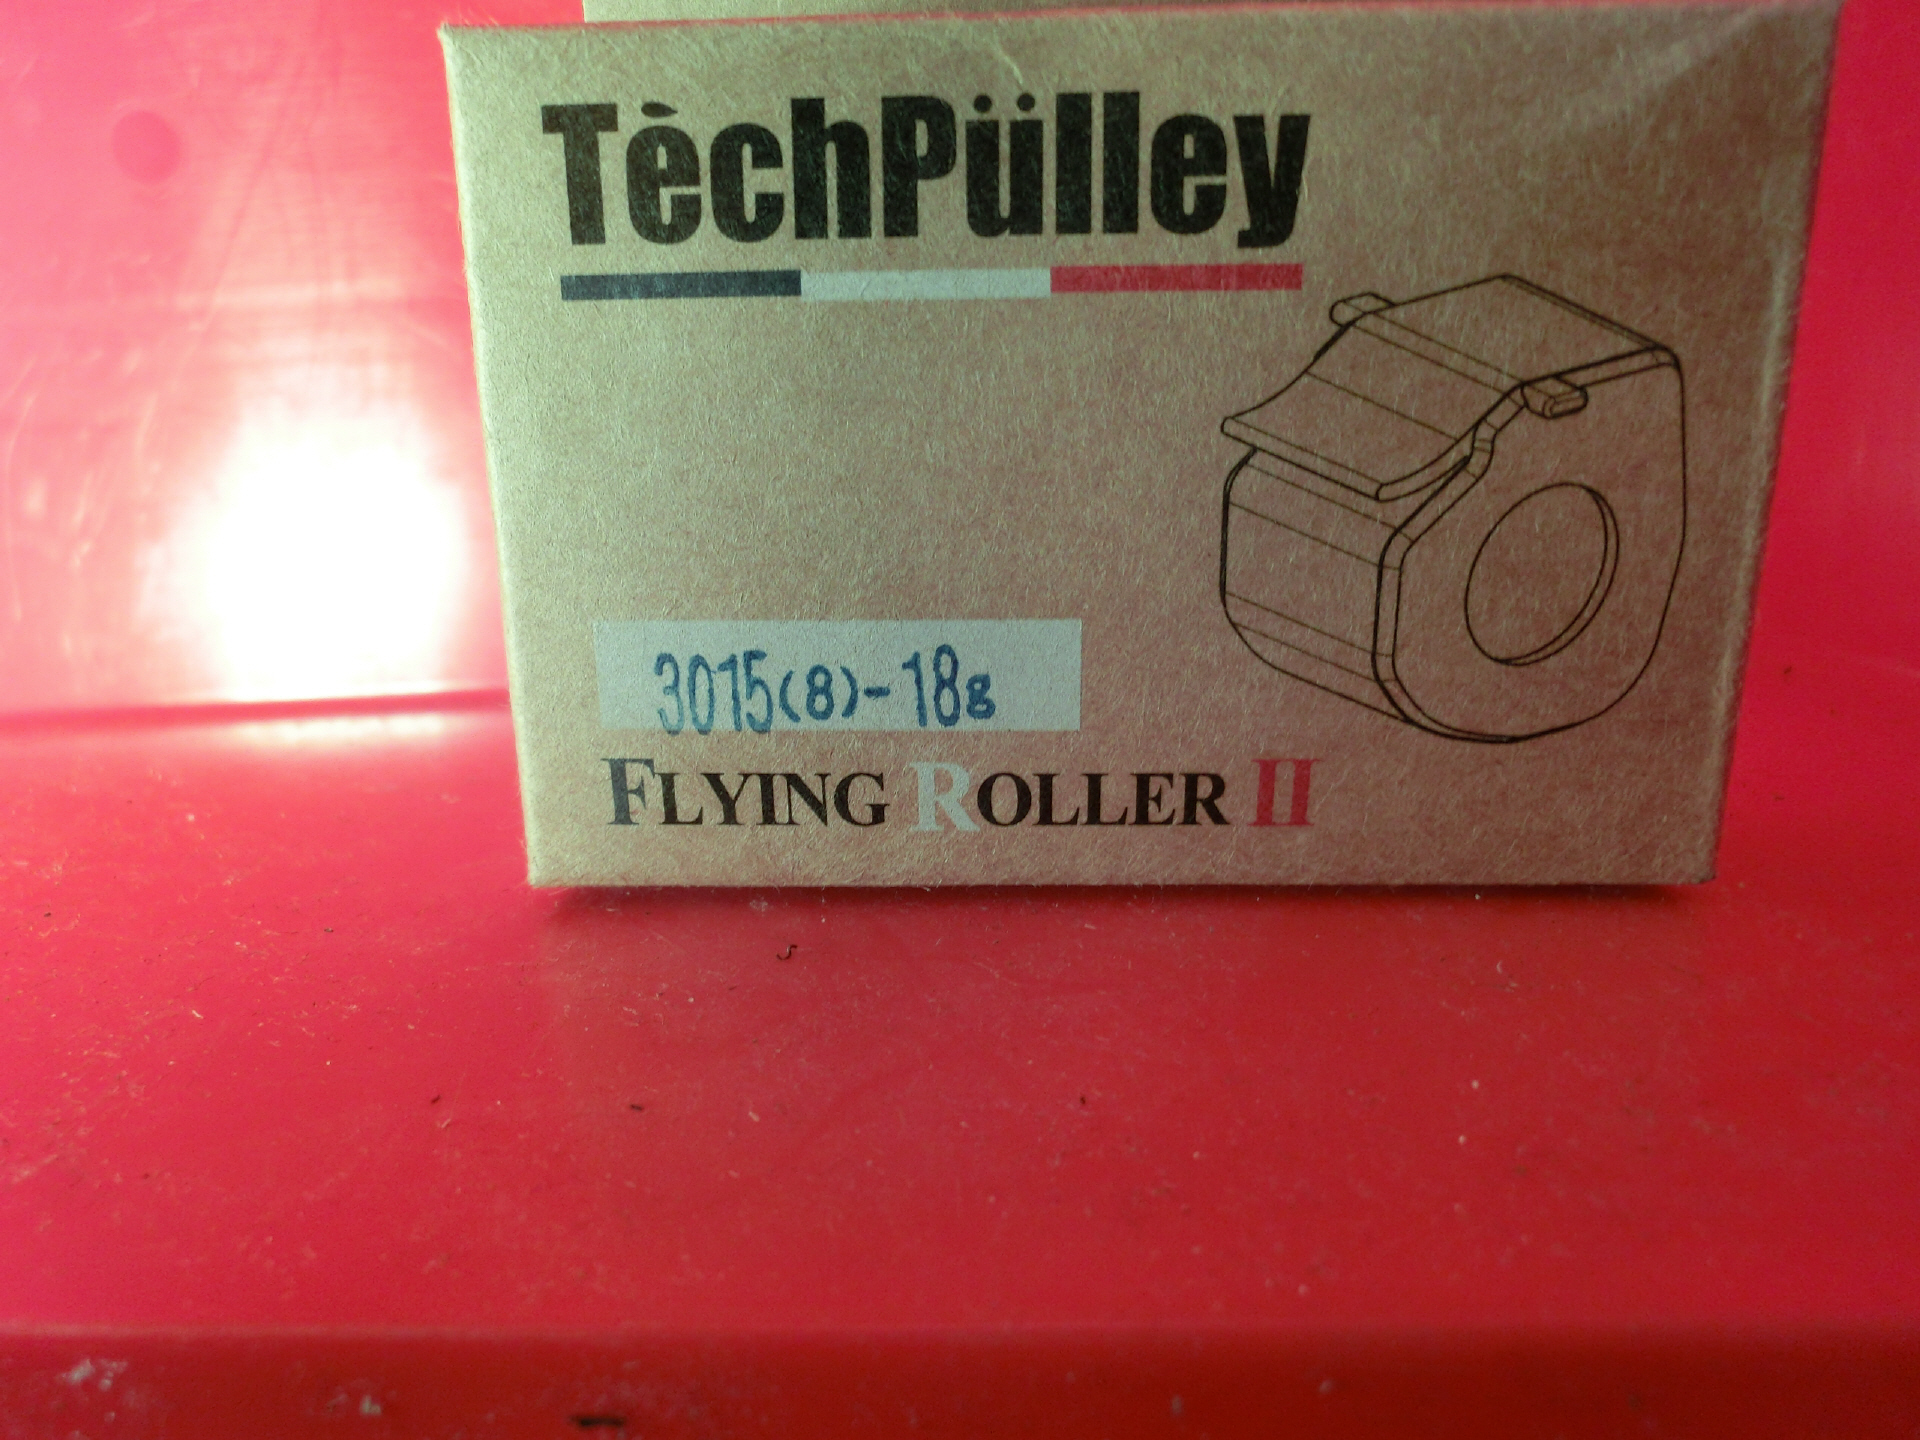 TèchPülley
3015(8)-18g
FLYING ROLLER II